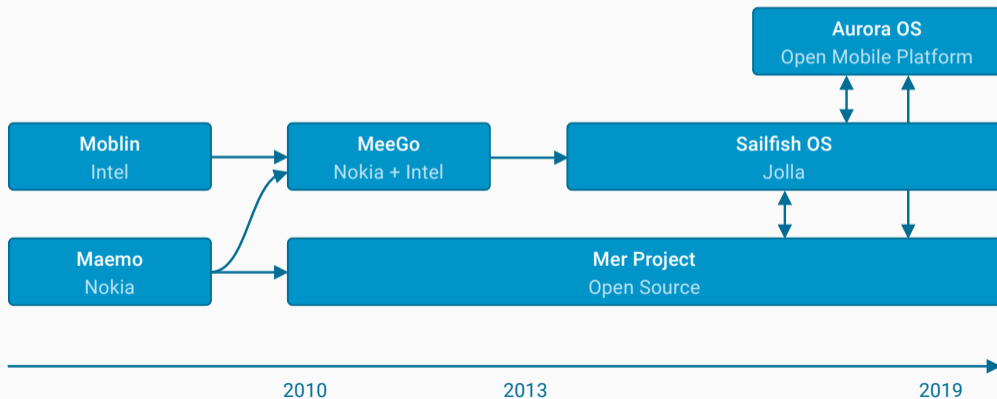 Aurora OS
Open Mobile Platform
Moblin
Intel
MeeGo
Nokia + Intel
Sailfish OS
Jolla
Maemo
Nokia
Mer Project
Open Source
2010
2013
2019